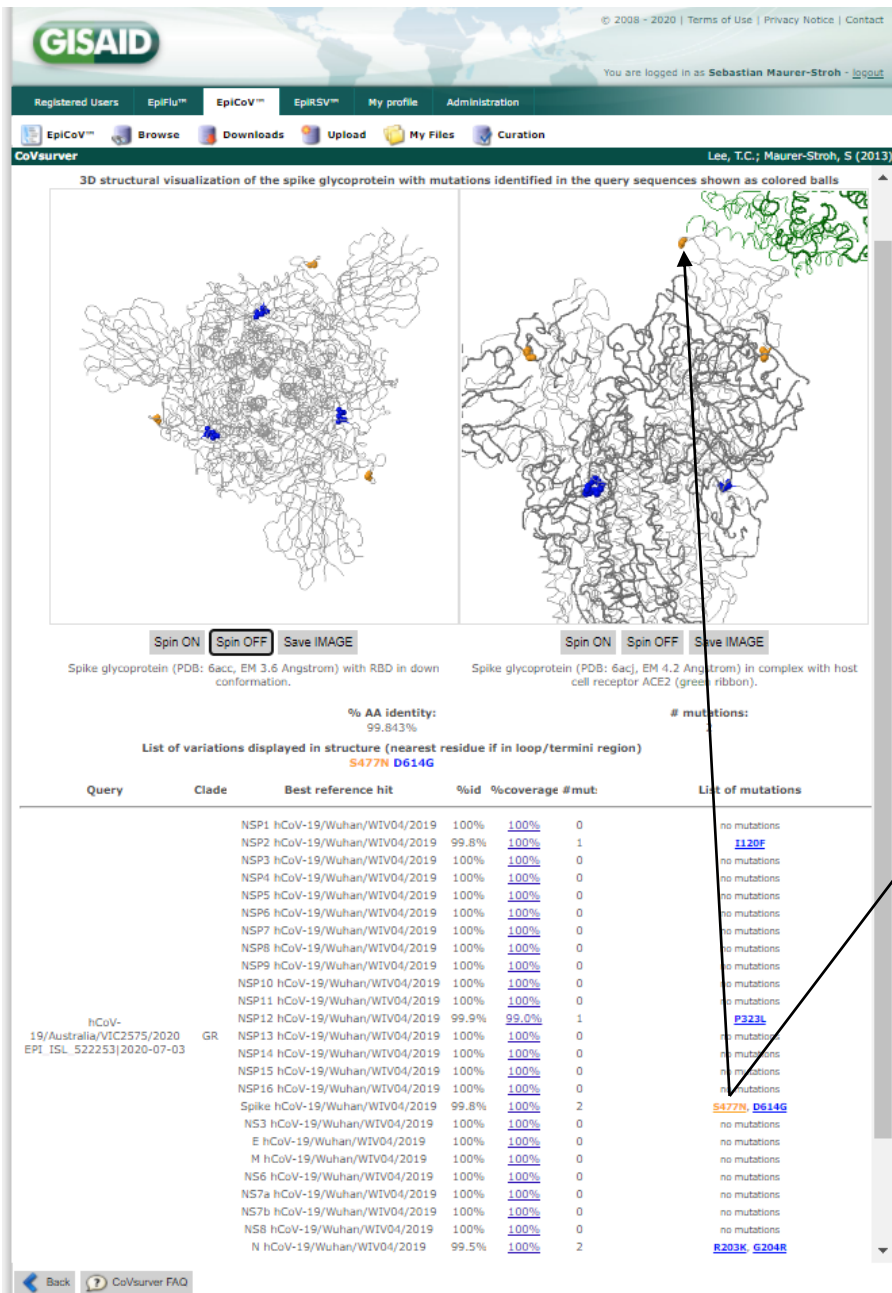 © 2008 - 2020 | Terms of Use | Privacy Notice | Contact
GISAID
You are logged in as Sebastian Maurer-Stroh - logout
Registered Users EpiFlu™ EpiCoV™ EpiRSV™ My profile Administration
EpiCoV™ Browse Downloads Upload My Files Curation
CoVsurver Lee, T.C.; Maurer-Stroh, S (2013)
3D structural visualization of the spike glycoprotein with mutations identified in the query sequences shown as colored balls
Spin ON Spin OFF Save IMAGE Spin ON Spin OFF Save IMAGE
Spike glycoprotein (PDB: 6acc, EM 3.6 Angstrom) with RBD in down conformation.
Spike glycoprotein (PDB: 6acj, EM 4.2 Angstrom) in complex with host cell receptor ACE2 (green ribbon).
% AA identity: # mutations:
99.843% 2
List of variations displayed in structure (nearest residue if in loop/termini region)
S477N D614G
Query Clade Best reference hit %id %coverage #mut: List of mutations
NSP1 hCoV-19/Wuhan/WIV04/2019 100% 100% 0 no mutations
NSP2 hCoV-19/Wuhan/WIV04/2019 99.8% 100% 1 I120F
NSP3 hCoV-19/Wuhan/WIV04/2019 100% 100% 0 no mutations
NSP4 hCoV-19/Wuhan/WIV04/2019 100% 100% 0 no mutations
NSP5 hCoV-19/Wuhan/WIV04/2019 100% 100% 0 no mutations
NSP6 hCoV-19/Wuhan/WIV04/2019 100% 100% 0 no mutations
NSP7 hCoV-19/Wuhan/WIV04/2019 100% 100% 0 no mutations
NSP8 hCoV-19/Wuhan/WIV04/2019 100% 100% 0 no mutations
NSP9 hCoV-19/Wuhan/WIV04/2019 100% 100% 0 no mutations
NSP10 hCoV-19/Wuhan/WIV04/2019 100% 100% 0 no mutations
NSP11 hCoV-19/Wuhan/WIV04/2019 100% 100% 0 no mutations
NSP12 hCoV-19/Wuhan/WIV04/2019 99.9% 99.0% 1 P323L
hCoV-19/Australia/VIC2575/2020 EPI_ISL_522253|2020-07-03 GR NSP13 hCoV-19/Wuhan/WIV04/2019 100% 100% 0 no mutations
NSP14 hCoV-19/Wuhan/WIV04/2019 100% 100% 0 no mutations
NSP15 hCoV-19/Wuhan/WIV04/2019 100% 100% 0 no mutations
NSP16 hCoV-19/Wuhan/WIV04/2019 100% 100% 0 no mutations
Spike hCoV-19/Wuhan/WIV04/2019 99.8% 100% 2 S477N, D614G
NS3 hCoV-19/Wuhan/WIV04/2019 100% 100% 0 no mutations
E hCoV-19/Wuhan/WIV04/2019 100% 100% 0 no mutations
M hCoV-19/Wuhan/WIV04/2019 100% 100% 0 no mutations
NS6 hCoV-19/Wuhan/WIV04/2019 100% 100% 0 no mutations
NS7a hCoV-19/Wuhan/WIV04/2019 100% 100% 0 no mutations
NS7b hCoV-19/Wuhan/WIV04/2019 100% 100% 0 no mutations
NS8 hCoV-19/Wuhan/WIV04/2019 100% 100% 0 no mutations
N hCoV-19/Wuhan/WIV04/2019 99.5% 100% 2 R203K, G204R
Back CoVsurver FAQ